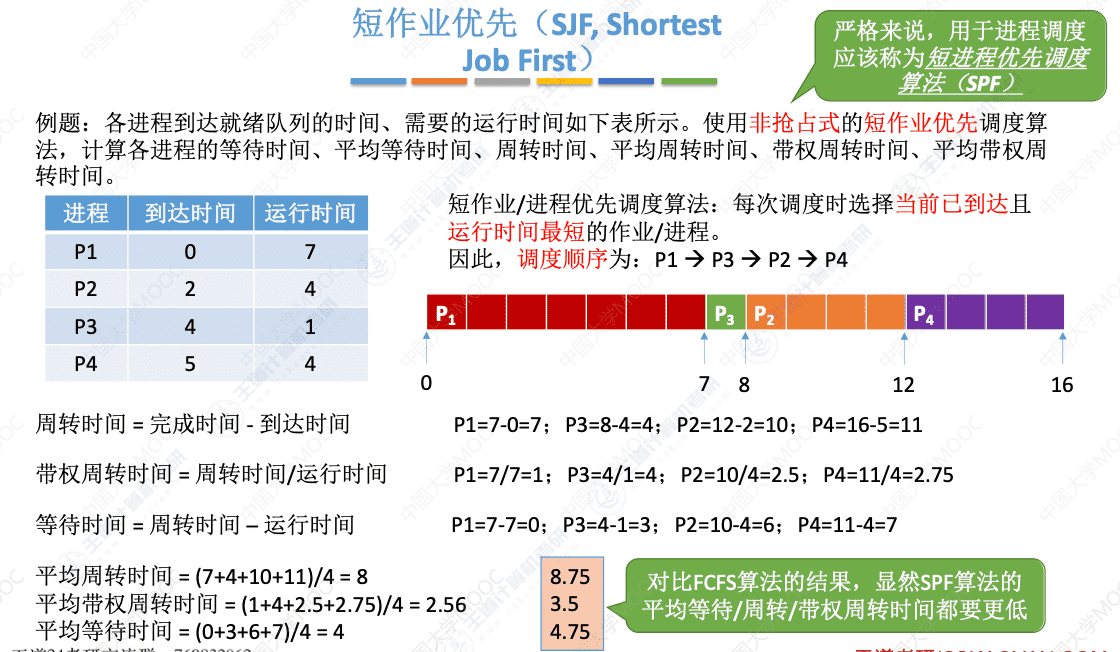 短作业优先（SJF, Shortest
Job First）
严格来说，用于进程调度
应该称为短进程优先调度
算法（SPF）
例题：各进程到达就绪队列的时间、需要的运行时间如下表所示。使用非抢占式的短作业优先调度算
法，计算各进程的等待时间、平均等待时间、周转时间、平均周转时间、带权周转时间、平均带权周
转时间。
进程 到达时间 运行时间
P1 0 7
P2 2 4
P3 4 1
P4 5 4
短作业/进程优先调度算法：每次调度时选择当前已到达且
运行时间最短的作业/进程。
因此，调度顺序为：P1 → P3 → P2 → P4
P1 P3 P2 P4
0 7 8 12 16
周转时间 = 完成时间 - 到达时间 P1=7-0=7；P3=8-4=4；P2=12-2=10；P4=16-5=11
带权周转时间 = 周转时间/运行时间 P1=7/7=1；P3=4/1=4；P2=10/4=2.5；P4=11/4=2.75
等待时间 = 周转时间 – 运行时间 P1=7-7=0；P3=4-1=3；P2=10-4=6；P4=11-4=7
平均周转时间 = (7+4+10+11)/4 = 8 8.75
平均带权周转时间 = (1+4+2.5+2.75)/4 = 2.56 3.5
平均等待时间 = (0+3+6+7)/4 = 4 4.75
对比FCFS算法的结果，显然SPF算法的
平均等待/周转/带权周转时间都要更低